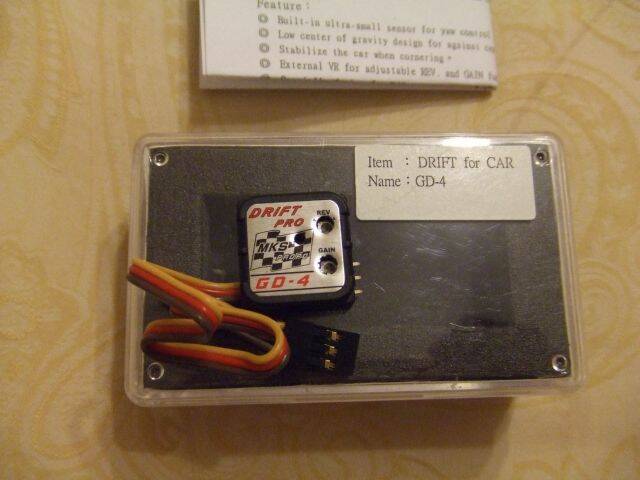 Feature :
◎ Built-in ultra-small sensor for yaw control
◎ Low center of gravity design for against
◎ Stabilize the car when cornering。
◎ External VR for adjustable REV. and GAIN
Item : DRIFT for CAR
Name : GD-4
DRIFT
PRO
REV
MKS
GAIN
GD-4